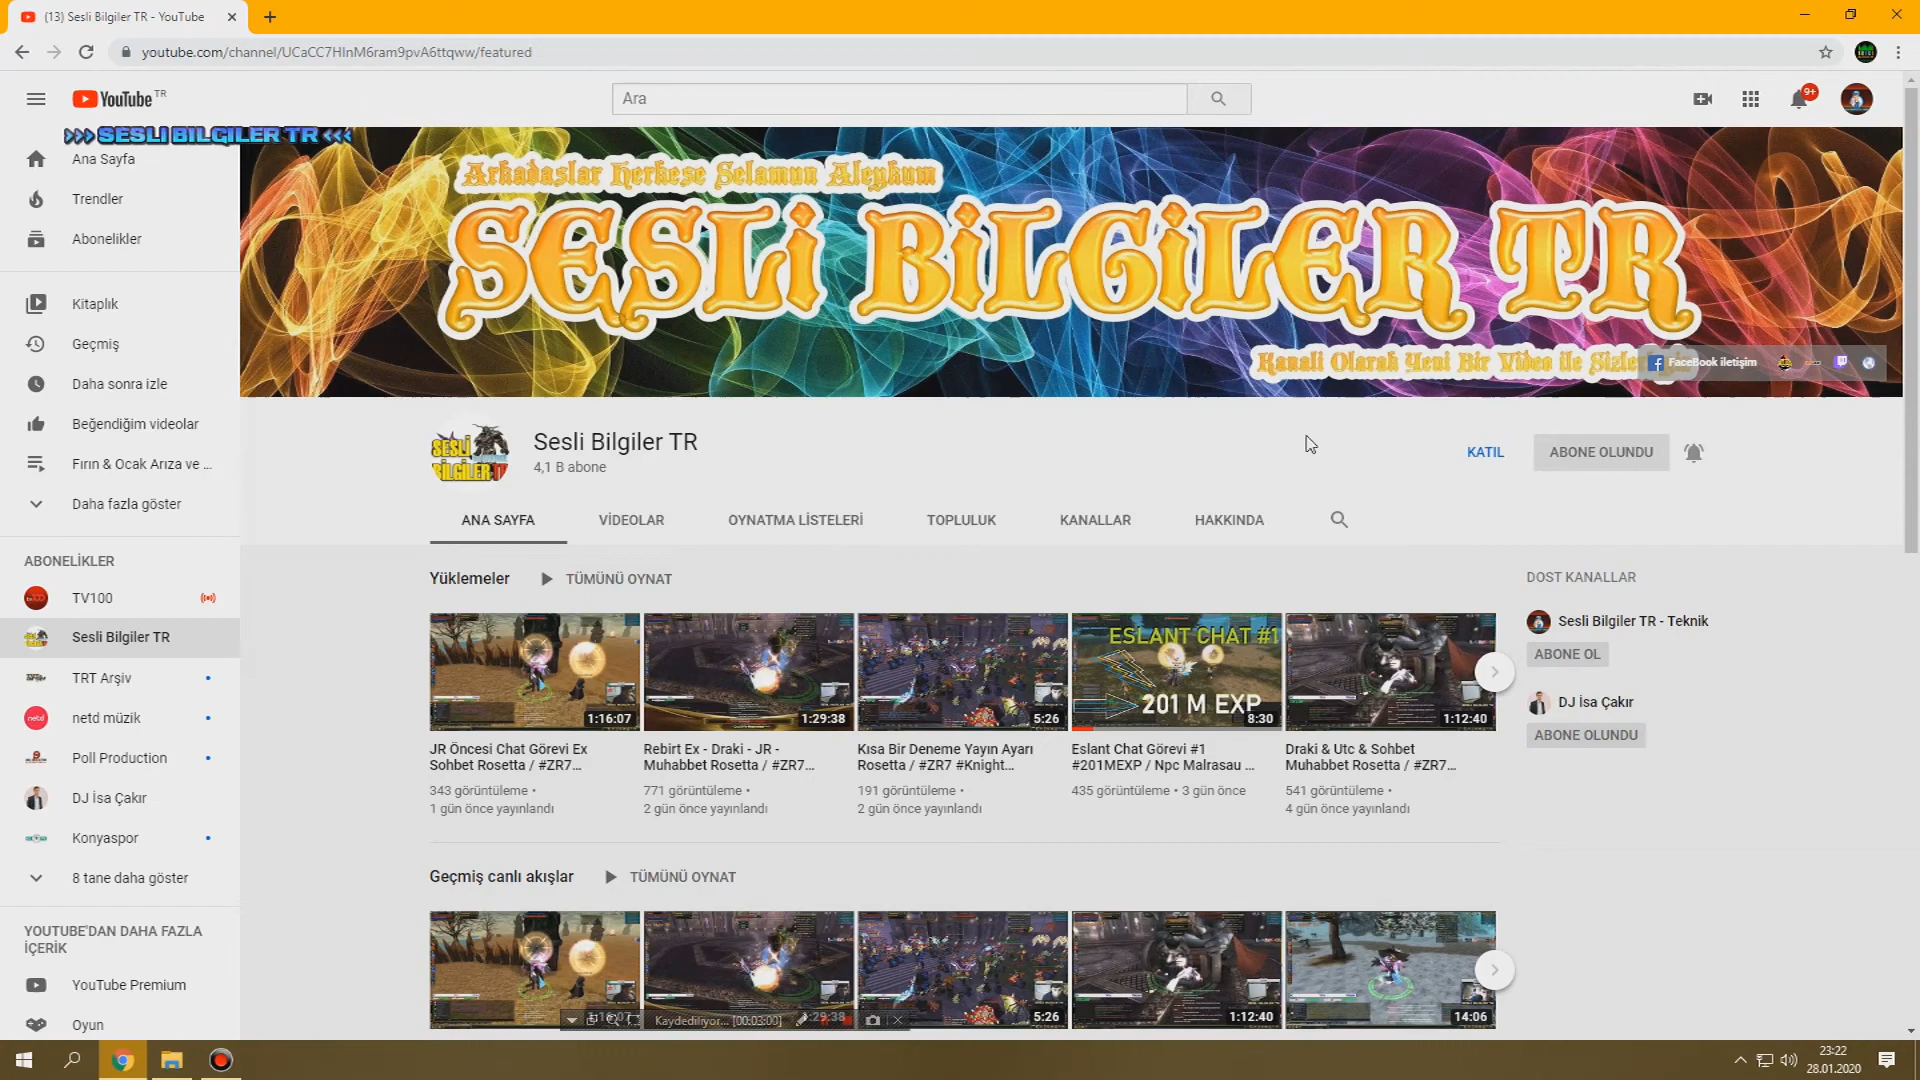 (13) Sesli Bilgiler TR - YouTube
youtube.com/channel/UCaCC7HInM6ram9pvA6ttqww/featured
YouTube TR
Ara
9+
>>> SESLI BILGILER TR <<<
Ana Sayfa
Trendler
Abonelikler
Kitaplık
Geçmiş
Daha sonra izle
Beğendiğim videolar
Fırın & Ocak Arıza ve ...
Daha fazla göster
ABONELİKLER
TV100
Sesli Bilgiler TR
TRT Arşiv
netd müzik
Poll Production
DJ İsa Çakır
Konyaspor
8 tane daha göster
YOUTUBE'DAN DAHA FAZLA
İÇERİK
YouTube Premium
Oyun
Arkadaslar Herkese Selamun Aleykum
SESLi BiLGiLER TR
Kanali Olarak Yeni Bir Video ile Sizler
FaceBook iletişim
SESLİ
BİLGİLER
Sesli Bilgiler TR
4,1 B abone
KATIL
ABONE OLUNDU
ANA SAYFA
VİDEOLAR
OYNATMA LİSTELERİ
TOPLULUK
KANALLAR
HAKKINDA
Yüklemeler
TÜMÜNÜ OYNAT
1:16:07
1:29:38
5:26
ESLANT CHAT #1
201 M EXP
8:30
1:12:40
JR Öncesi Chat Görevi Ex
Sohbet Rosetta / #ZR7...
343 görüntüleme •
1 gün önce yayınlandı
Rebirt Ex - Draki - JR -
Muhabbet Rosetta / #ZR7...
771 görüntüleme •
2 gün önce yayınlandı
Kısa Bir Deneme Yayın Ayarı
Rosetta / #ZR7 #Knight...
191 görüntüleme •
2 gün önce yayınlandı
Eslant Chat Görevi #1
#201MEXP / Npc Malrasau ...
435 görüntüleme • 3 gün önce
Draki & Utc & Sohbet
Muhabbet Rosetta / #ZR7...
541 görüntüleme •
4 gün önce yayınlandı
DOST KANALLAR
Sesli Bilgiler TR - Teknik
ABONE OL
DJ İsa Çakır
ABONE OLUNDU
Geçmiş canlı akışlar
TÜMÜNÜ OYNAT
1:16:07
Kaydediliyor... [00:03:00]
29:38
5:26
1:12:40
14:06
23:22
28.01.2020